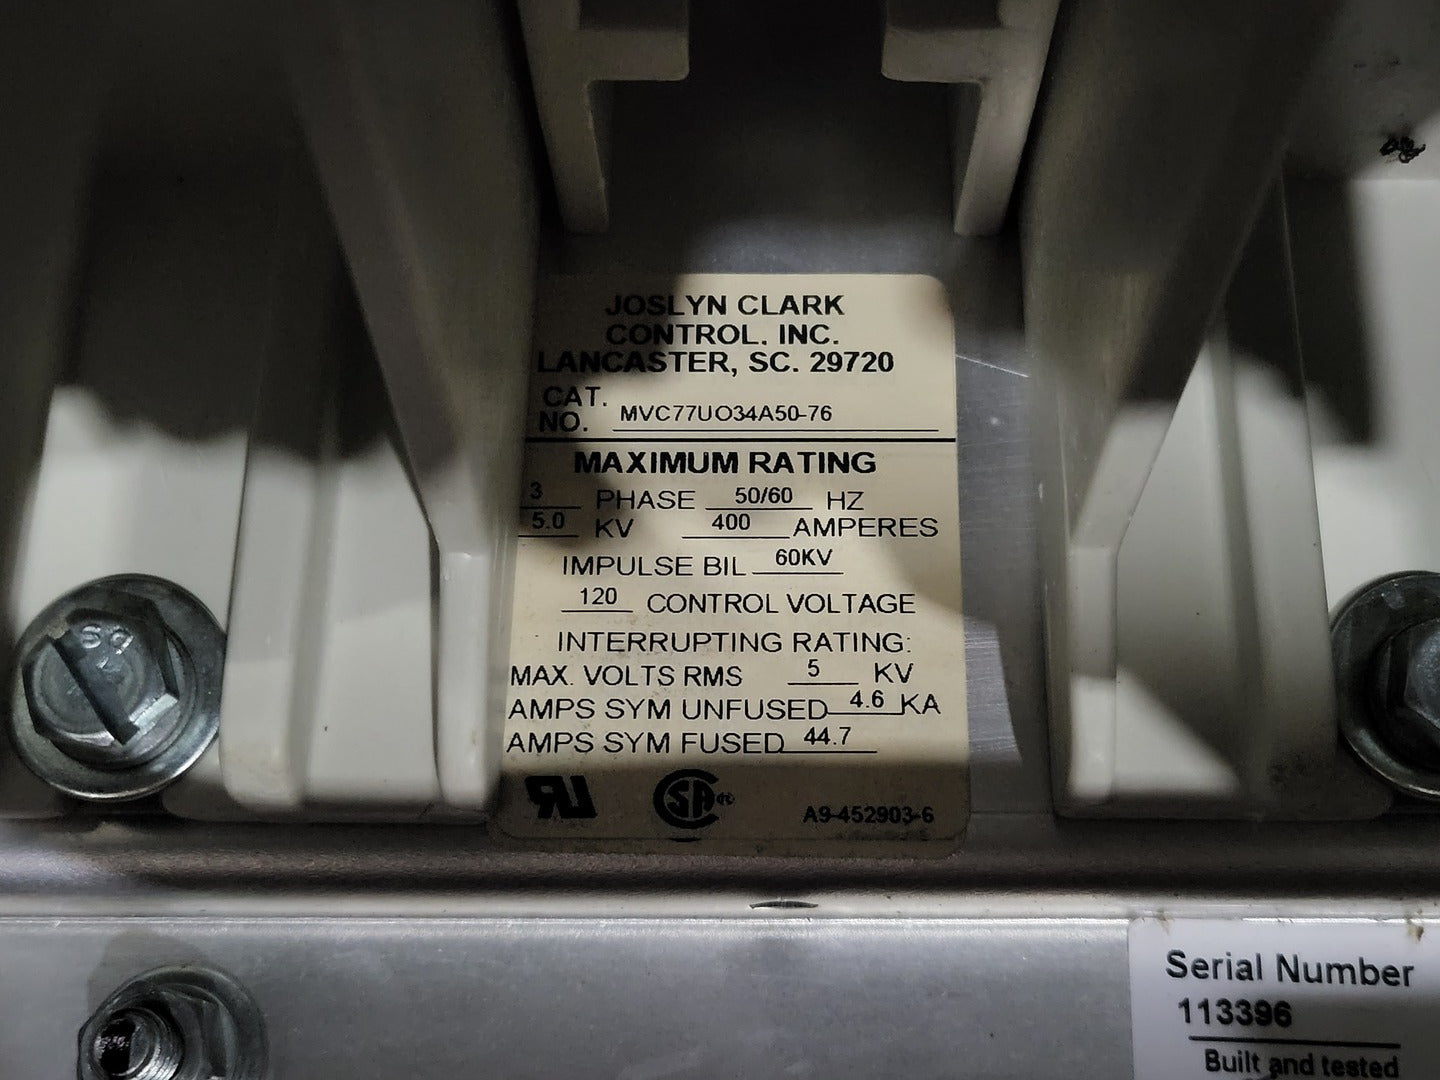 JOSLYN CLARK
CONTROL, INC.
LANCASTER, SC. 29720
CAT.
NO. MVC77UO34A50-76
MAXIMUM RATING
3 PHASE 50/60 HZ
5.0 KV 400 AMPERES
IMPULSE BIL 60KV
120 CONTROL VOLTAGE
INTERRUPTING RATING:
MAX. VOLTS RMS 5 KV
AMPS SYM UNFUSED 4.6 KA
AMPS SYM FUSED 44.7
RU SA®
A9-452903-6
Serial Number
113396
Built and tested